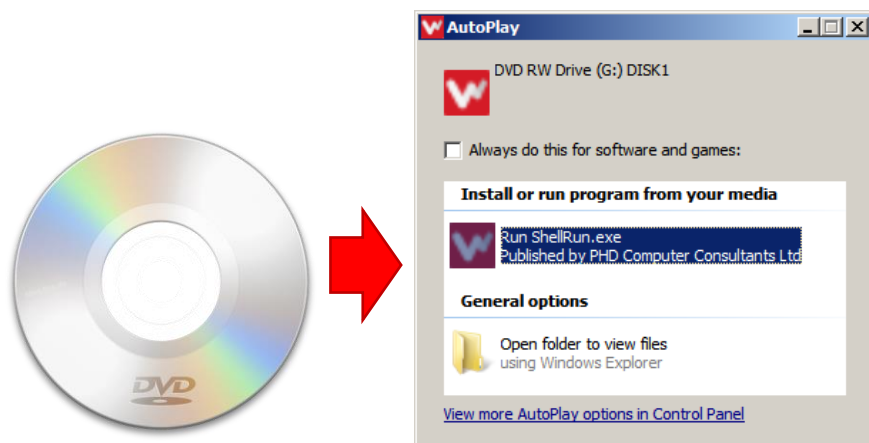 DVD
AutoPlay
DVD RW Drive (G:) DISK1
Always do this for software and games:
Install or run program from your media
Run ShellRun.exe
Published by PHD Computer Consultants Ltd
General options
Open folder to view files
using Windows Explorer
View more AutoPlay options in Control Panel